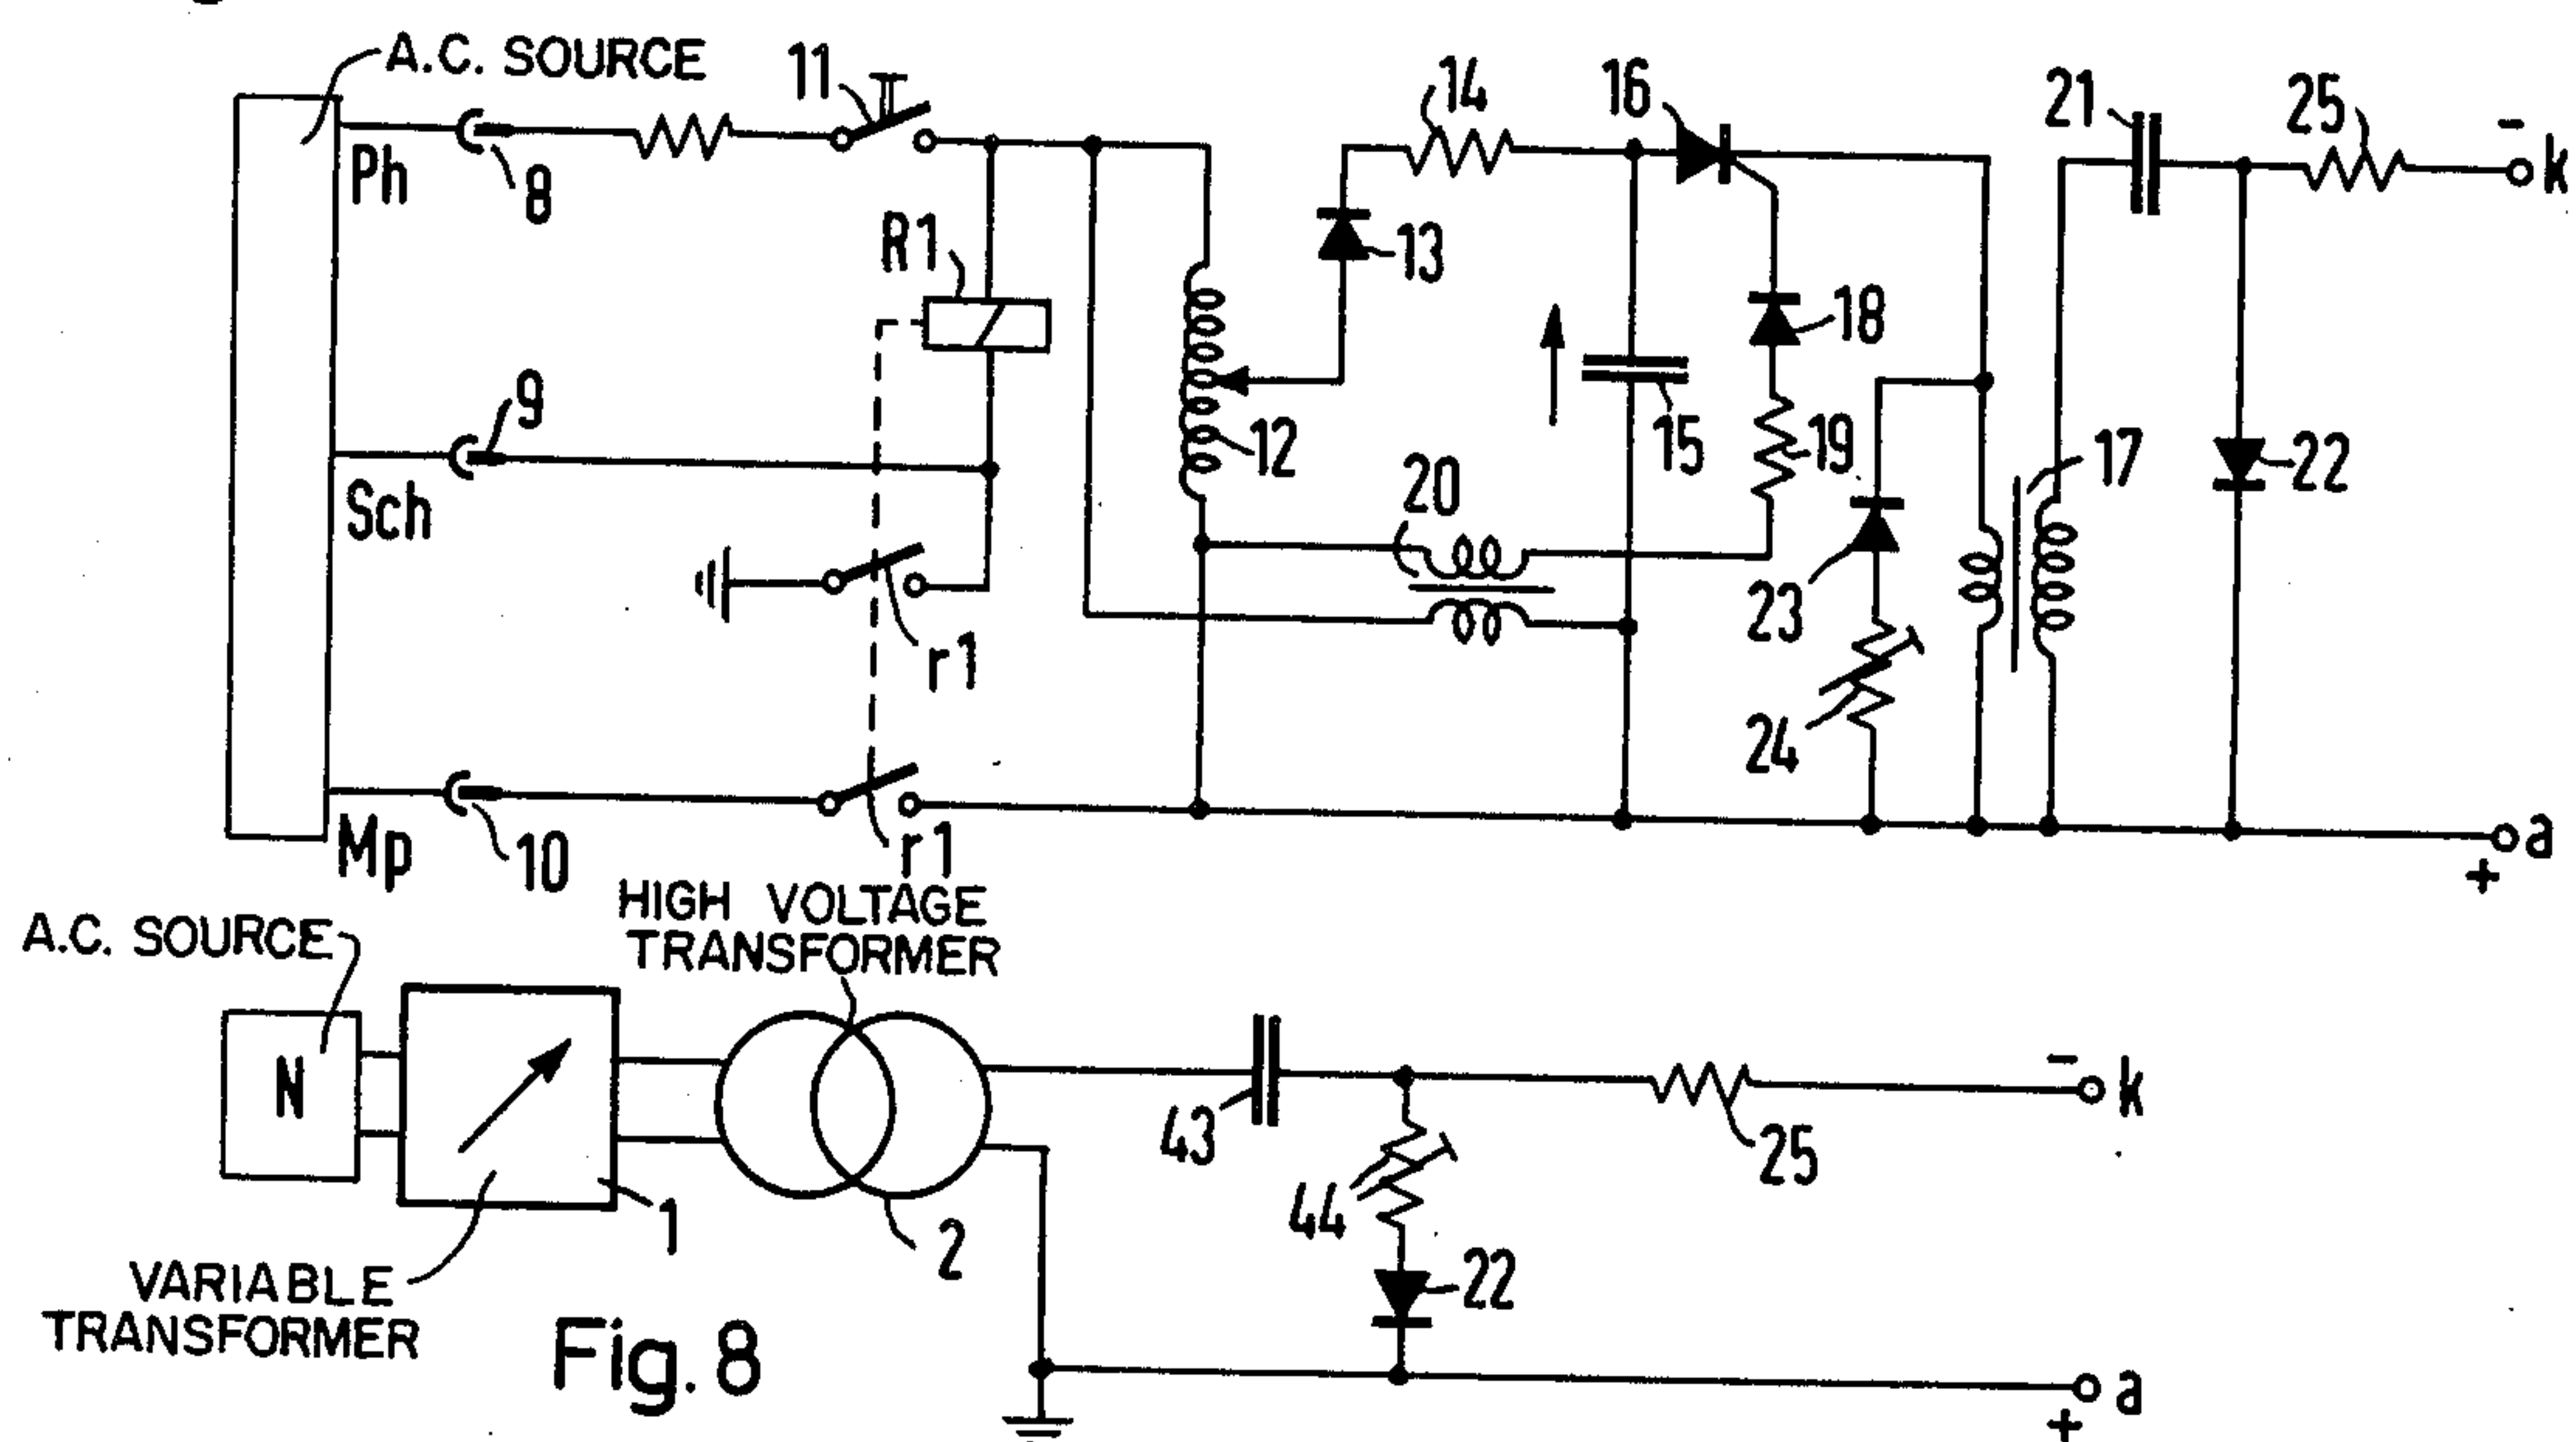 A.C. SOURCE
11
14
16
21
25
-
k
Ph
8
R1
13
18
9
12
15
19
17
22
20
Sch
r1
23
24
Mp
10
r1
a
+
A.C. SOURCE
HIGH VOLTAGE
TRANSFORMER
N
43
-
k
25
44
1
2
22
VARIABLE
TRANSFORMER
Fig. 8
a
+